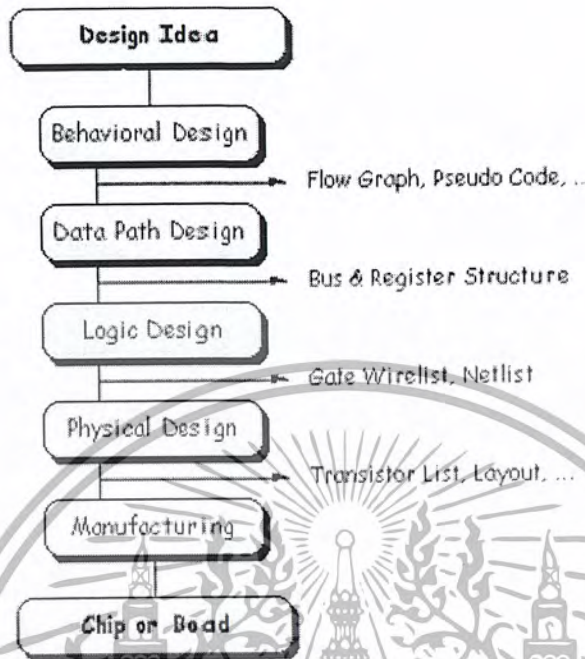 Design Idea
Behavioral Design
Flow Graph, Pseudo Code, ...
Data Path Design
Bus & Register Structure
Logic Design
Gate Wirelist, Netlist
Physical Design
Transistor List, Layout, ...
Manufacturing
Chip or Boad